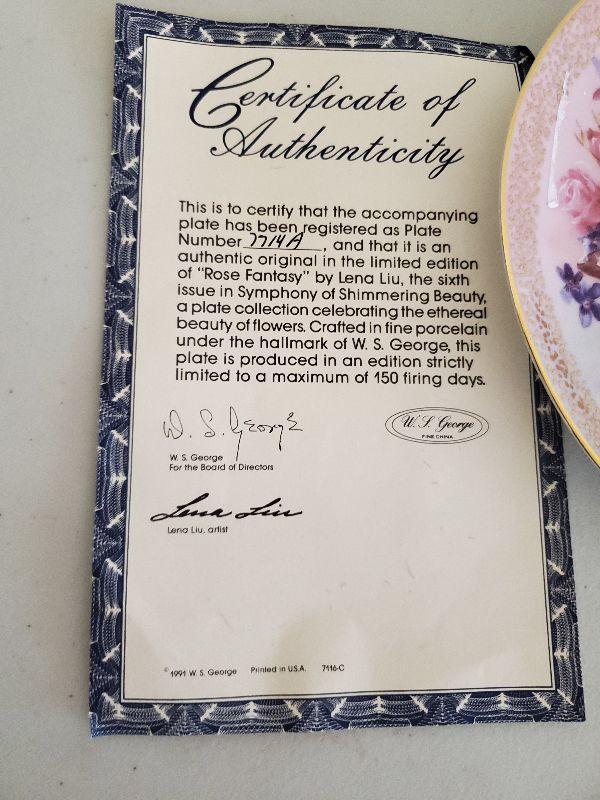 Certificate of
Authenticity
This is to certify that the accompanying
plate has been registered as Plate
Number 7714A, and that it is an
authentic original in the limited edition
of "Rose Fantasy" by Lena Liu, the sixth
issue in Symphony of Shimmering Beauty,
a plate collection celebrating the ethereal
beauty of flowers. Crafted in fine porcelain
under the hallmark of W. S. George, this
plate is produced in an edition strictly
limited to a maximum of 150 firing days.
W. S. George
W. S. George
FINE CHINA
W. S. George
For the Board of Directors
Lena Liu
Lena Liu, artist
© 1991 W. S. George Printed in U.S.A. 7116-C